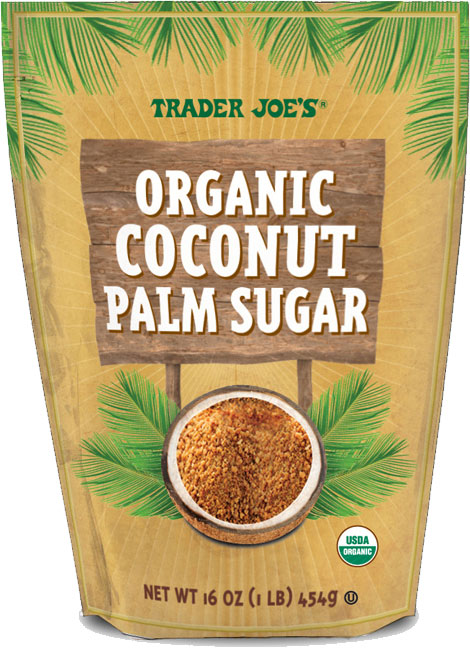 TRADER JOE'S®
ORGANIC
COCONUT
PALM SUGAR
USDA
ORGANIC
NET WT 16 OZ (1 LB) 454g Ⓤ